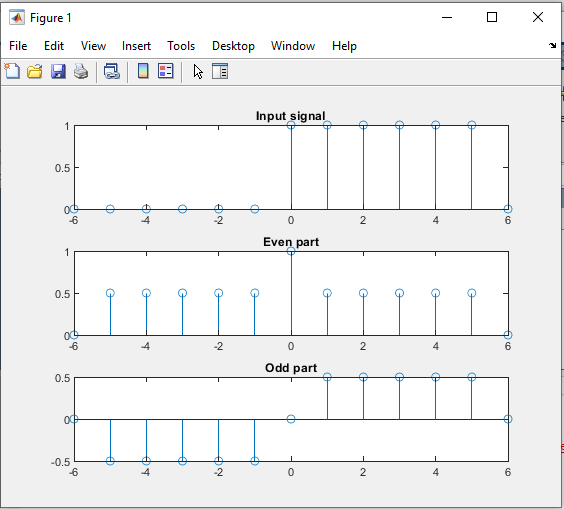 Figure 1
File Edit View Insert Tools Desktop Window Help
Input signal
1
0.5
0
-6 -4 -2 0 2 4 6
Even part
1
0.5
0
-6 -4 -2 0 2 4 6
Odd part
0.5
0
-0.5
-6 -4 -2 0 2 4 6